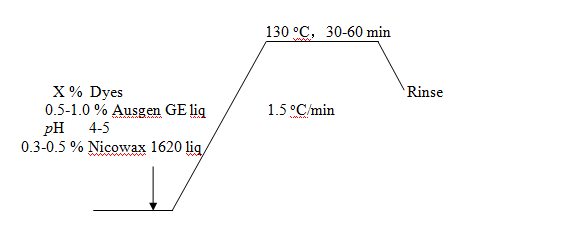 130 ℃，30-60 min
X % Dyes
Rinse
0.5-1.0 % Ausgen GE liq
1.5 ℃/min
pH 4-5
0.3-0.5 % Nicowax 1620 liq